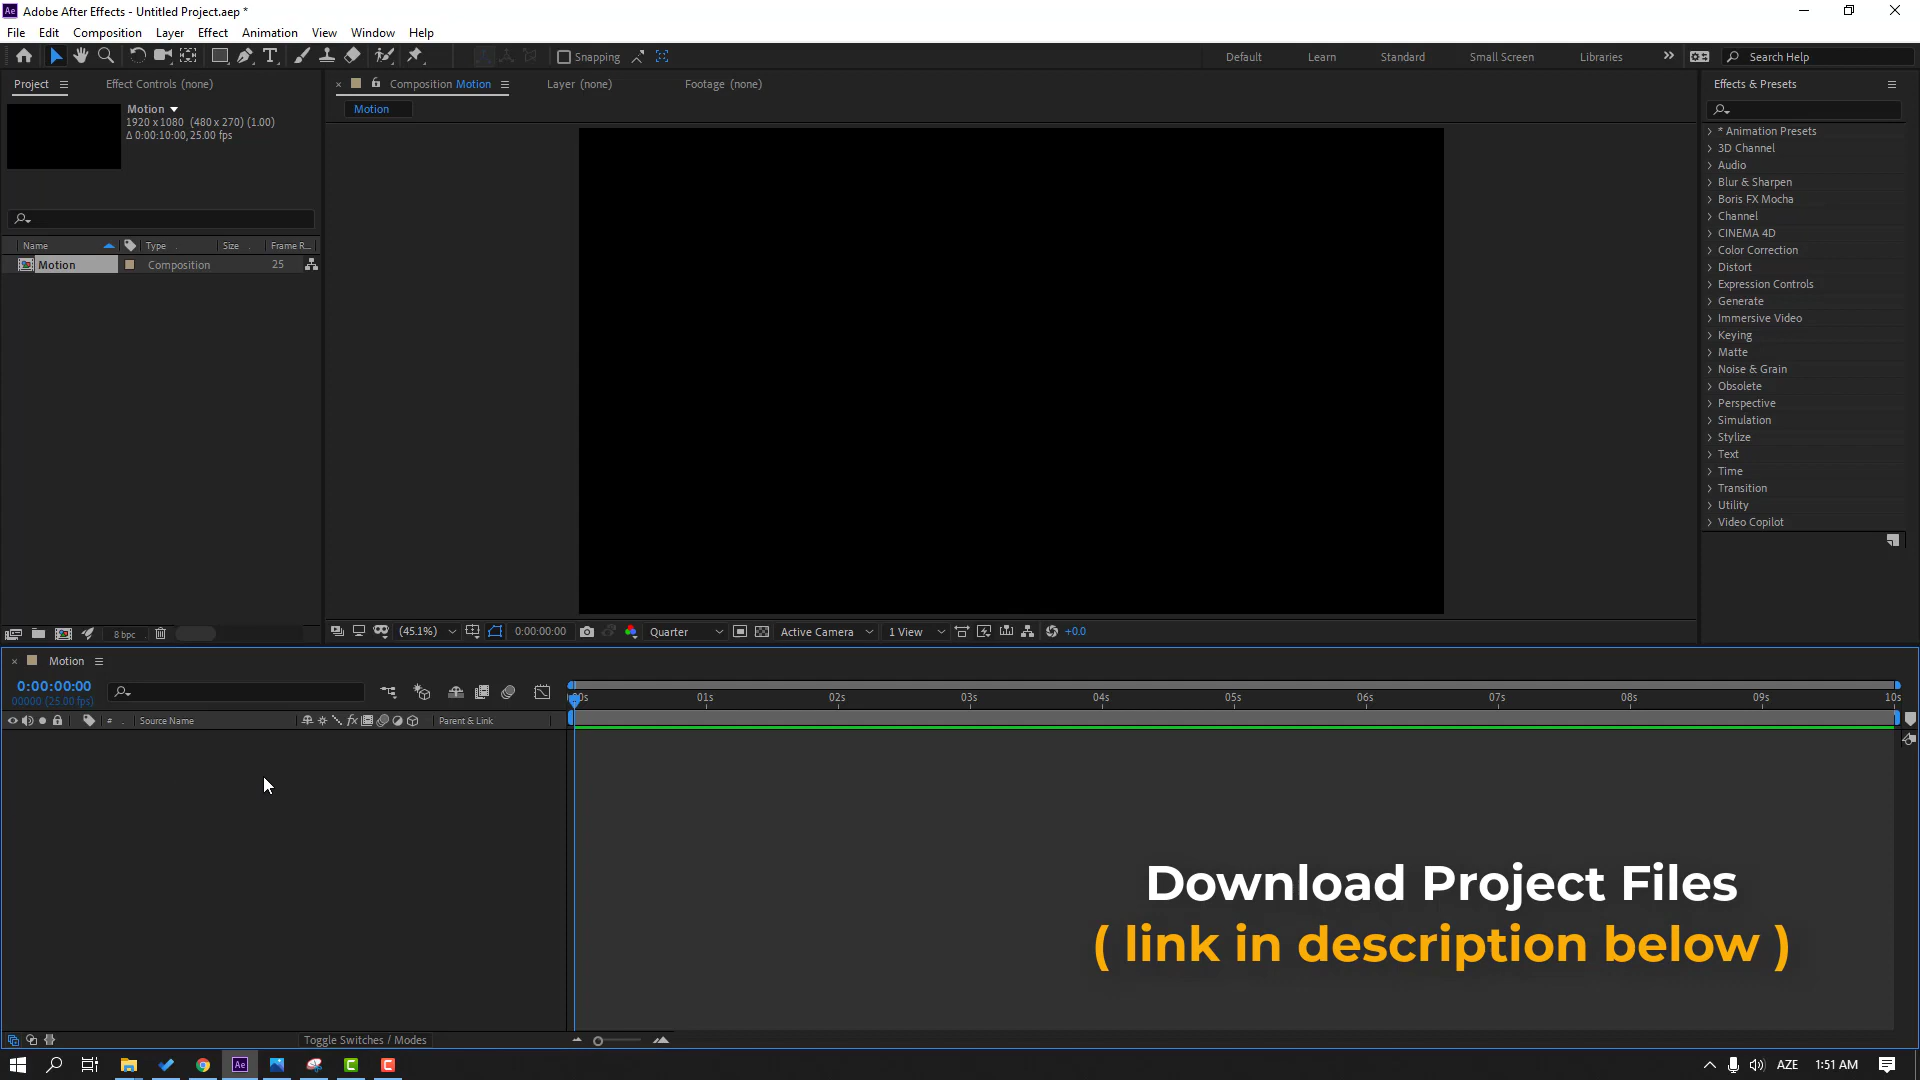 Adobe After Effects - Untitled Project.aep *
File Edit Composition Layer Effect Animation View Window Help
Snapping
Default Learn Standard Small Screen Libraries
Search Help
Project
Effect Controls (none)
Composition Motion
Layer (none)
Footage (none)
Effects & Presets
Motion
1920 x 1080 (480 x 270) (1.00)
Δ 0:00:10:00, 25.00 fps
Motion
Name Type Size Frame R...
Motion Composition 25
* Animation Presets
3D Channel
Audio
Blur & Sharpen
Boris FX Mocha
Channel
CINEMA 4D
Color Correction
Distort
Expression Controls
Generate
Immersive Video
Keying
Matte
Noise & Grain
Obsolete
Perspective
Simulation
Stylize
Text
Time
Transition
Utility
Video Copilot
8 bpc
(45.1%) 0:00:00:00 Quarter Active Camera 1 View +0.0
Motion
0:00:00:00
00000 (25.00 fps)
# Source Name Parent & Link
00s 01s 02s 03s 04s 05s 06s 07s 08s 09s 10s
Download Project Files
( link in description below )
Toggle Switches / Modes
AZE 1:51 AM